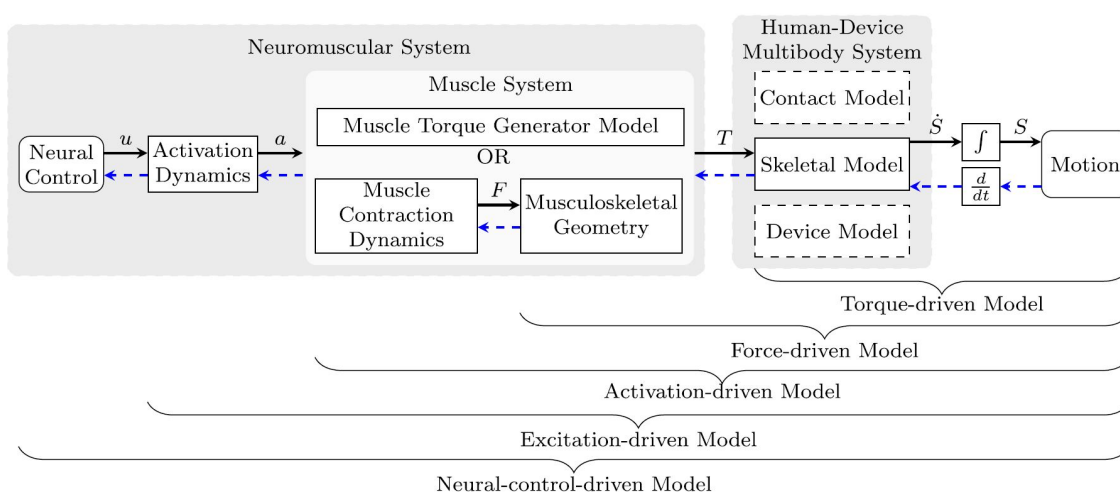 Human-Device
Multibody System
Neuromuscular System
Muscle System
Contact Model
Muscle Torque Generator Model
Neural
Control
u
Activation
Dynamics
a
OR
T
Skeletal Model
Ṡ
∫
S
Motion
d/dt
Muscle
Contraction
Dynamics
F
Musculoskeletal
Geometry
Device Model
Torque-driven Model
Force-driven Model
Activation-driven Model
Excitation-driven Model
Neural-control-driven Model